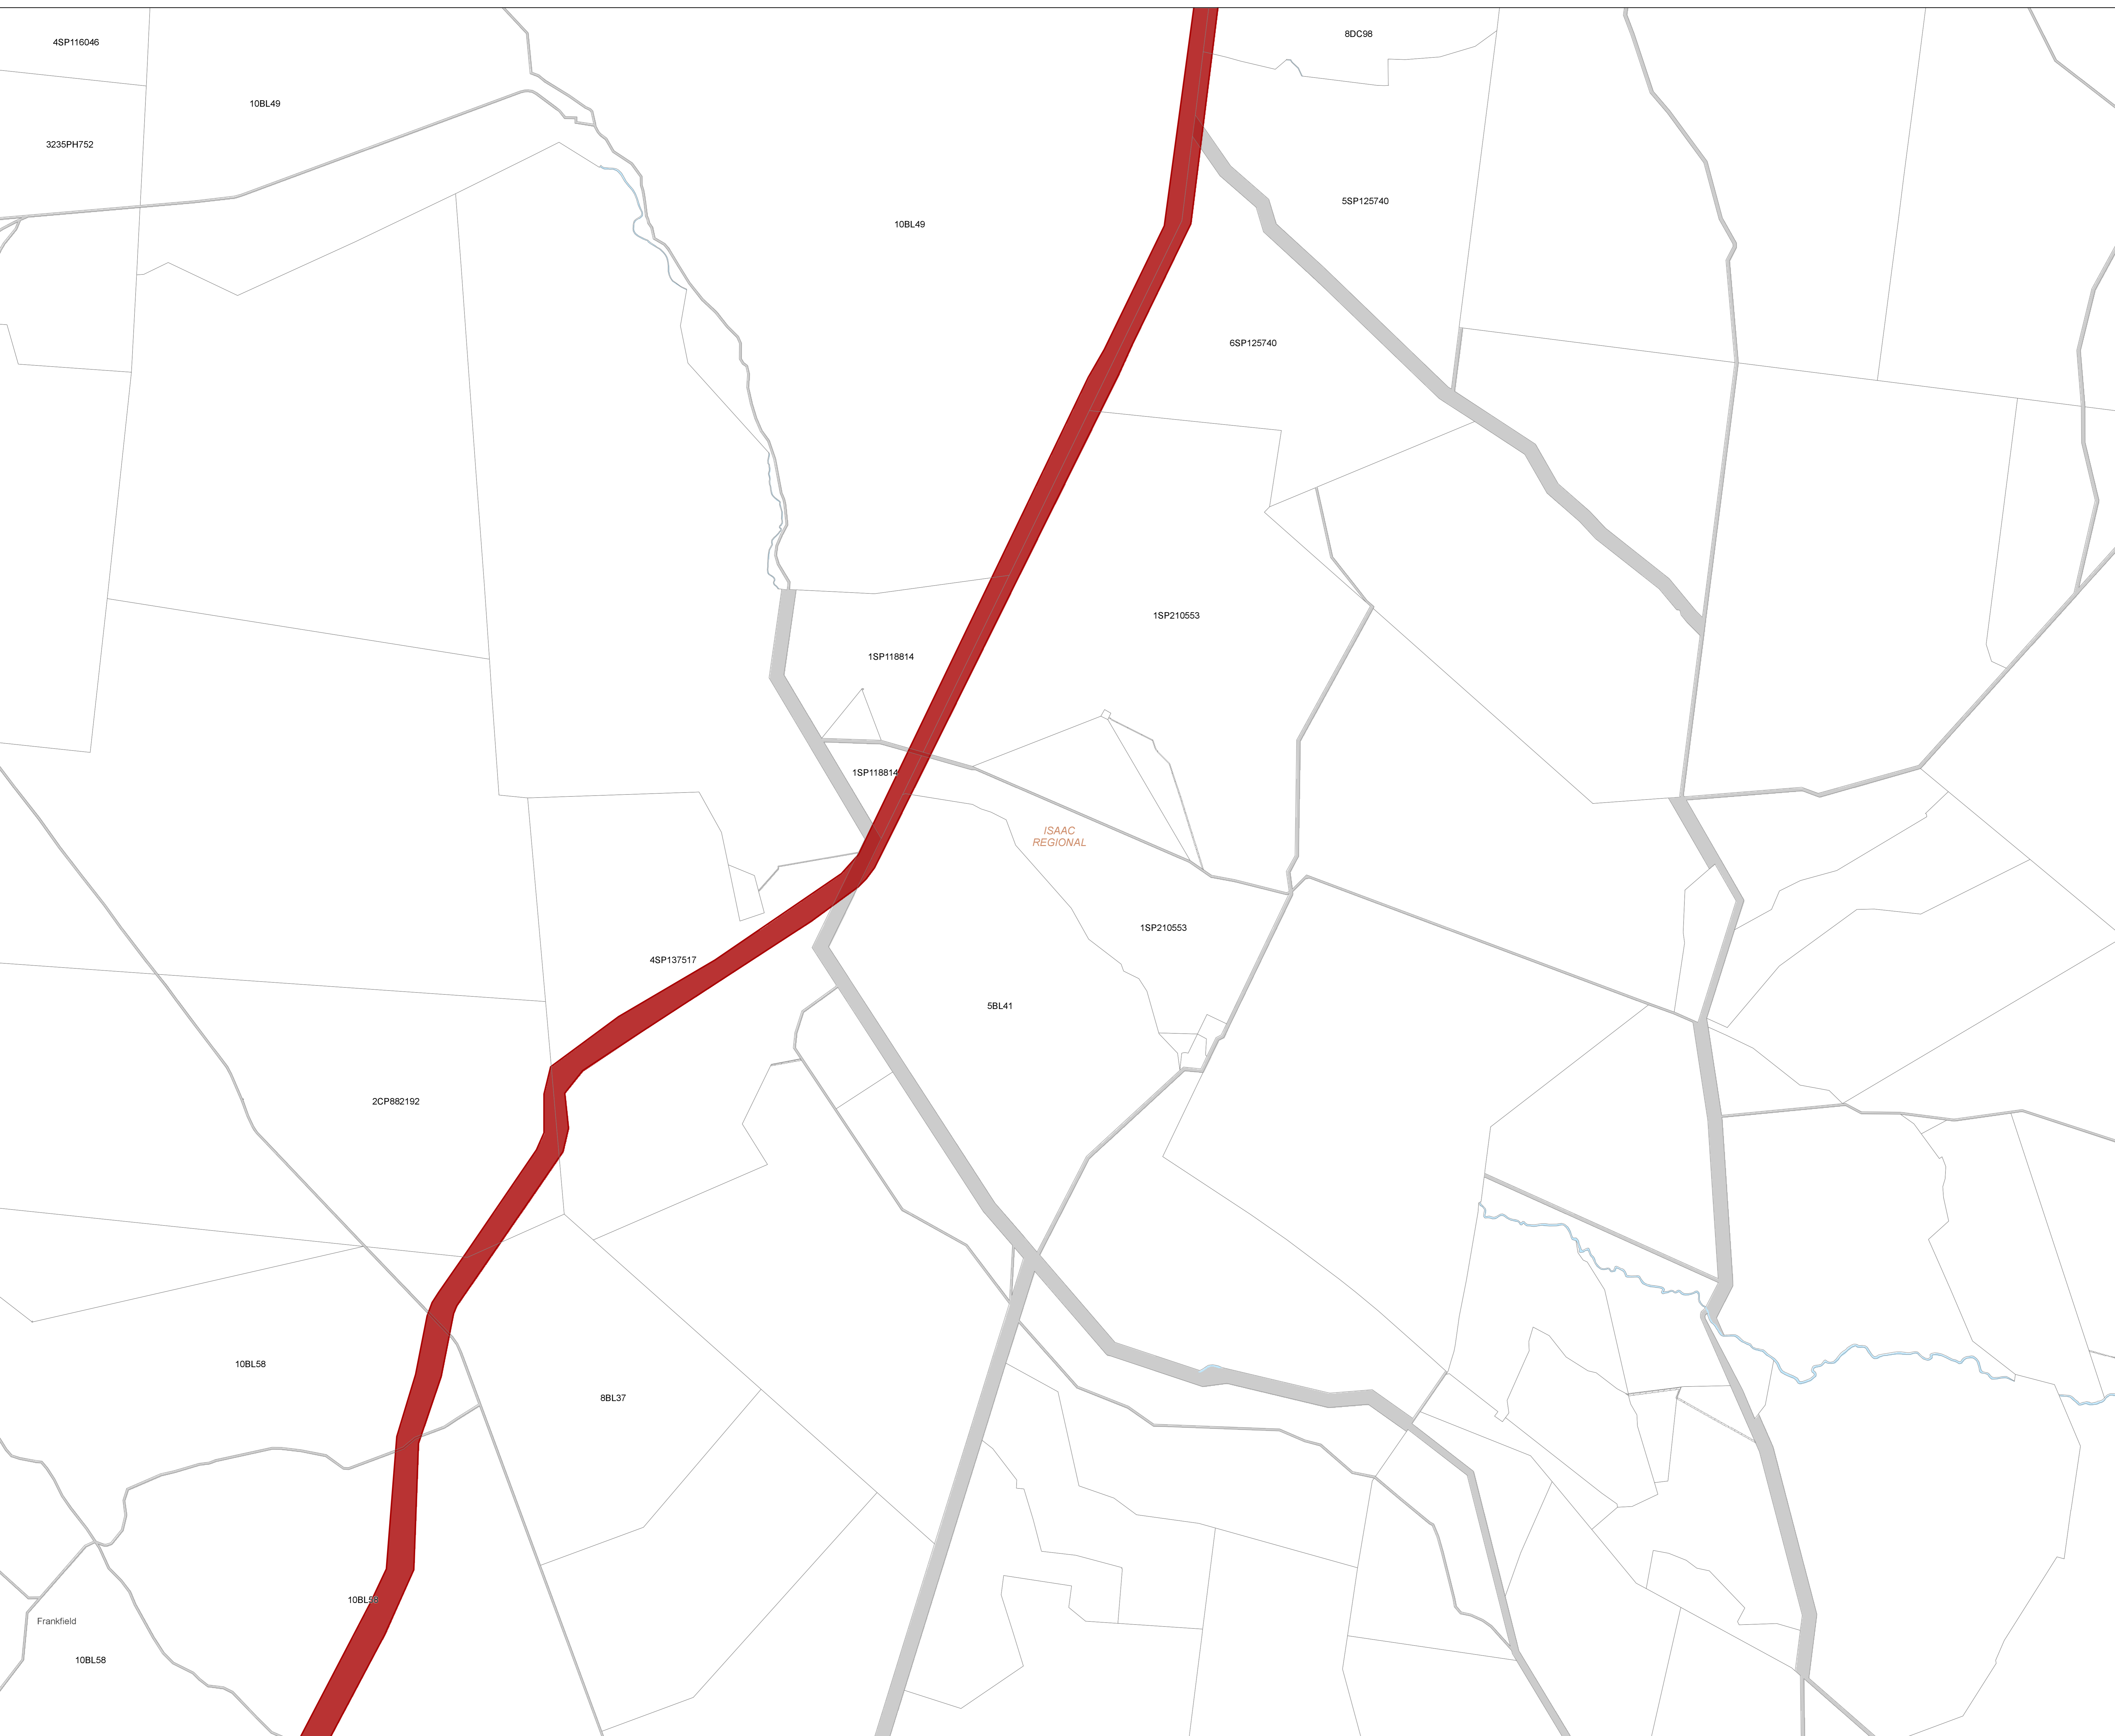 8DC98
4SP116046
10BL49
3235PH752
5SP125740
10BL49
6SP125740
1SP210553
1SP118814
1SP118814
ISAAC
REGIONAL
1SP210553
4SP137517
5BL41
2CP882192
10BL58
8BL37
10BL58
Frankfield
10BL58